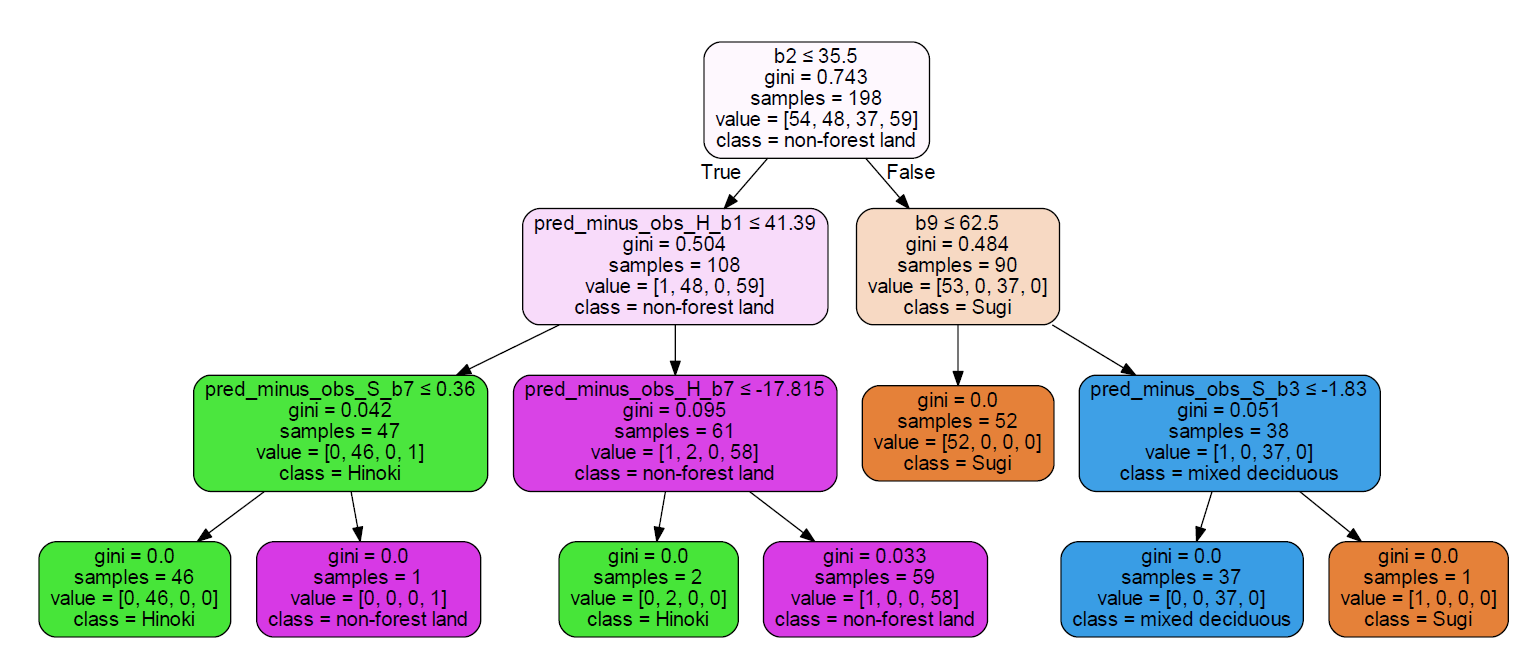 b2 ≤ 35.5
gini = 0.743
samples = 198
value = [54, 48, 37, 59]
class = non-forest land
True
False
pred_minus_obs_H_b1 ≤ 41.39
gini = 0.504
samples = 108
value = [1, 48, 0, 59]
class = non-forest land
b9 ≤ 62.5
gini = 0.484
samples = 90
value = [53, 0, 37, 0]
class = Sugi
pred_minus_obs_S_b7 ≤ 0.36
gini = 0.042
samples = 47
value = [0, 46, 0, 1]
class = Hinoki
pred_minus_obs_H_b7 ≤ -17.815
gini = 0.095
samples = 61
value = [1, 2, 0, 58]
class = non-forest land
gini = 0.0
samples = 52
value = [52, 0, 0, 0]
class = Sugi
pred_minus_obs_S_b3 ≤ -1.83
gini = 0.051
samples = 38
value = [1, 0, 37, 0]
class = mixed deciduous
gini = 0.0
samples = 46
value = [0, 46, 0, 0]
class = Hinoki
gini = 0.0
samples = 1
value = [0, 0, 0, 1]
class = non-forest land
gini = 0.0
samples = 2
value = [0, 2, 0, 0]
class = Hinoki
gini = 0.033
samples = 59
value = [1, 0, 0, 58]
class = non-forest land
gini = 0.0
samples = 37
value = [0, 0, 37, 0]
class = mixed deciduous
gini = 0.0
samples = 1
value = [1, 0, 0, 0]
class = Sugi